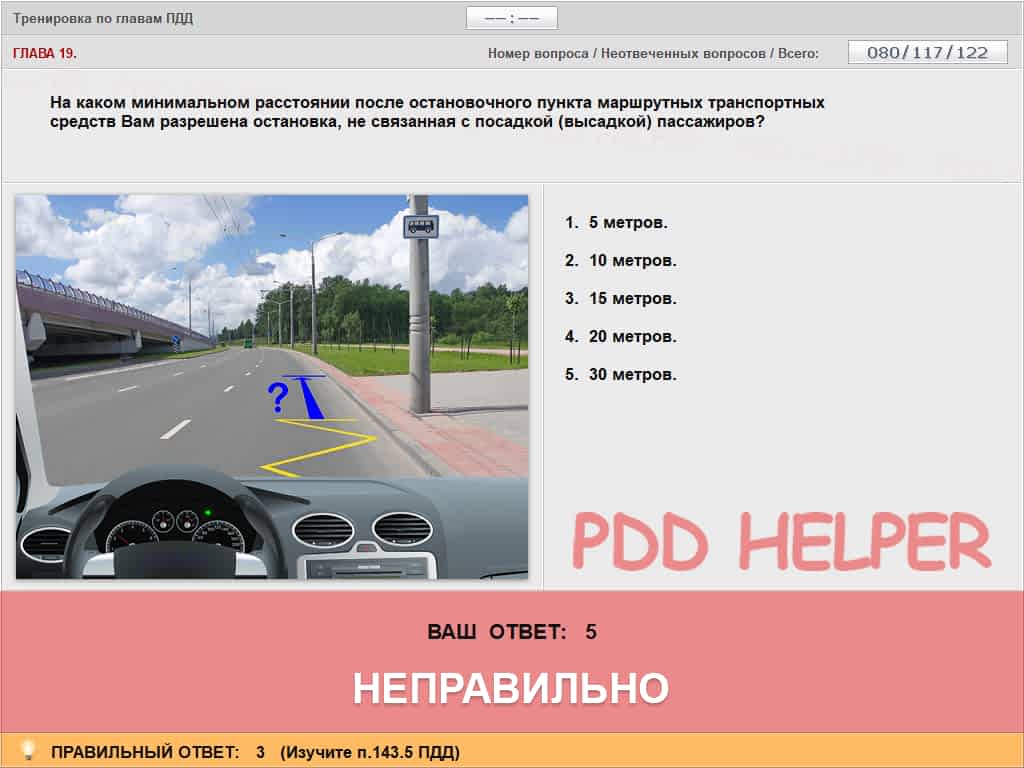 Тренировка по главам ПДД
–– : ––
ГЛАВА 19.
Номер вопроса / Неотвеченных вопросов / Всего:
080/117/122
На каком минимальном расстоянии после остановочного пункта маршрутных транспортных
средств Вам разрешена остановка, не связанная с посадкой (высадкой) пассажиров?
?
1. 5 метров.
2. 10 метров.
3. 15 метров.
4. 20 метров.
5. 30 метров.
PDD HELPER
ВАШ ОТВЕТ: 5
НЕПРАВИЛЬНО
ПРАВИЛЬНЫЙ ОТВЕТ: 3 (Изучите п.143.5 ПДД)